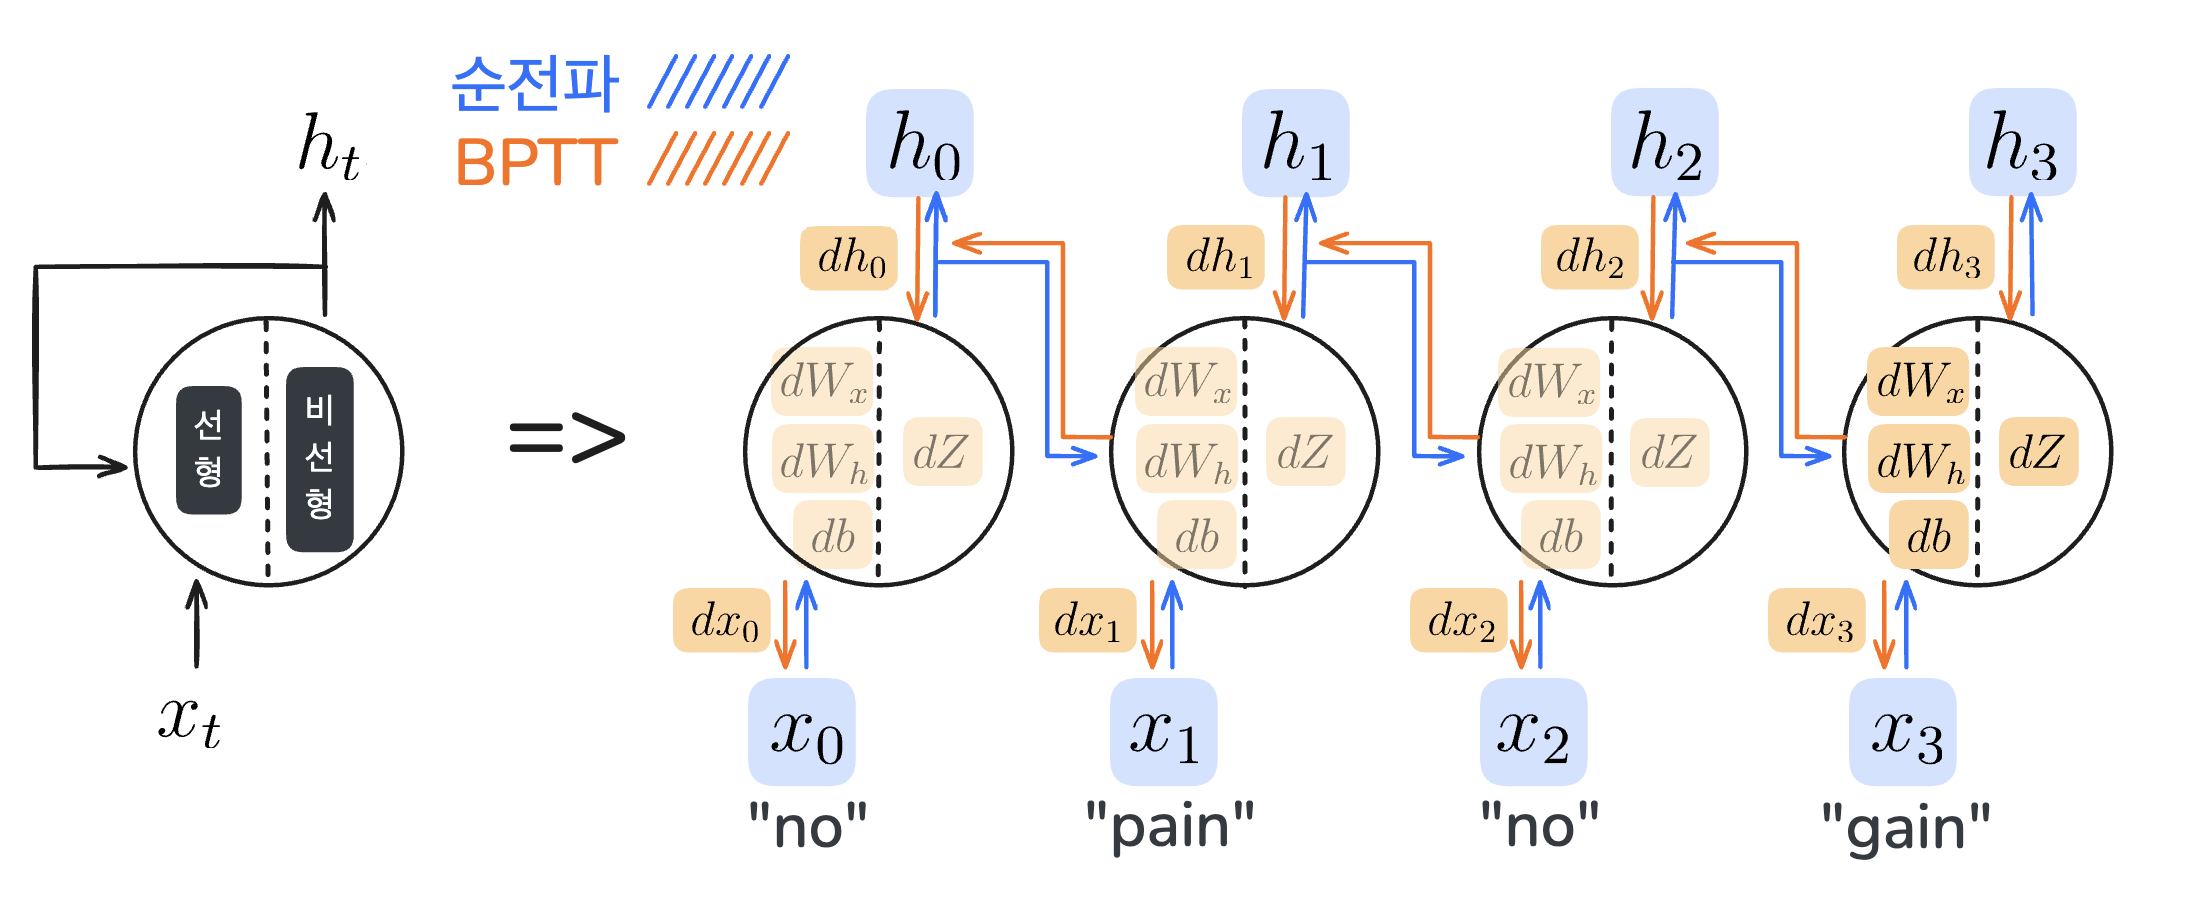 순전파
BPTT
h_t
선형
비선형
x_t
=>
h_0 h_1 h_2 h_3
dh_0 dh_1 dh_2 dh_3
dW_x dW_x dW_x dW_x
dZ dZ dZ dZ
dW_h dW_h dW_h dW_h
db db db db
dx_0 dx_1 dx_2 dx_3
x_0 x_1 x_2 x_3
"no" "pain" "no" "gain"